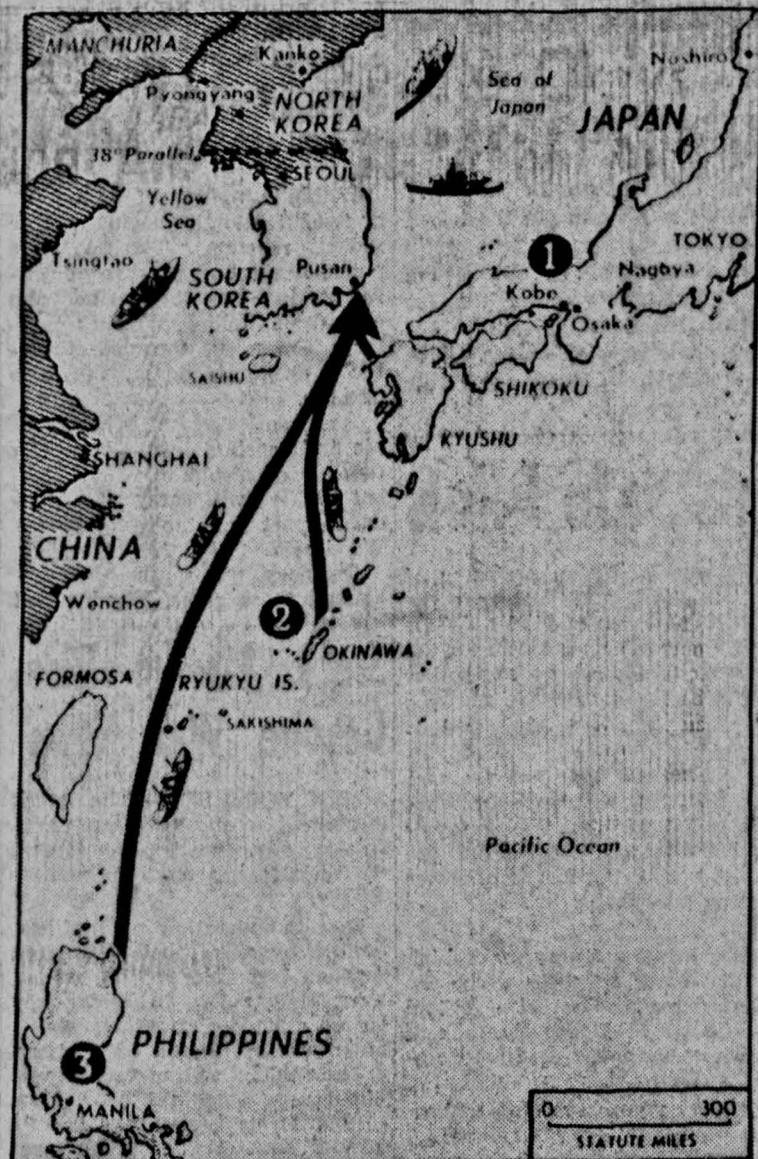 MANCHURIA
Kanko
Pyongyang
NORTH
KOREA
38° Parallel
SEOUL
Yellow
Sea
Tsingtao
SOUTH
KOREA
Pusan
SAISHU
Sea of
Japan
Noshiro
JAPAN
1
TOKYO
Nagoya
Kobe
Osaka
SHIKOKU
KYUSHU
SHANGHAI
CHINA
Wenchow
2
OKINAWA
FORMOSA
RYUKYU IS.
SAKISHIMA
Pacific Ocean
PHILIPPINES
3
MANILA
0 300
STATUTE MILES